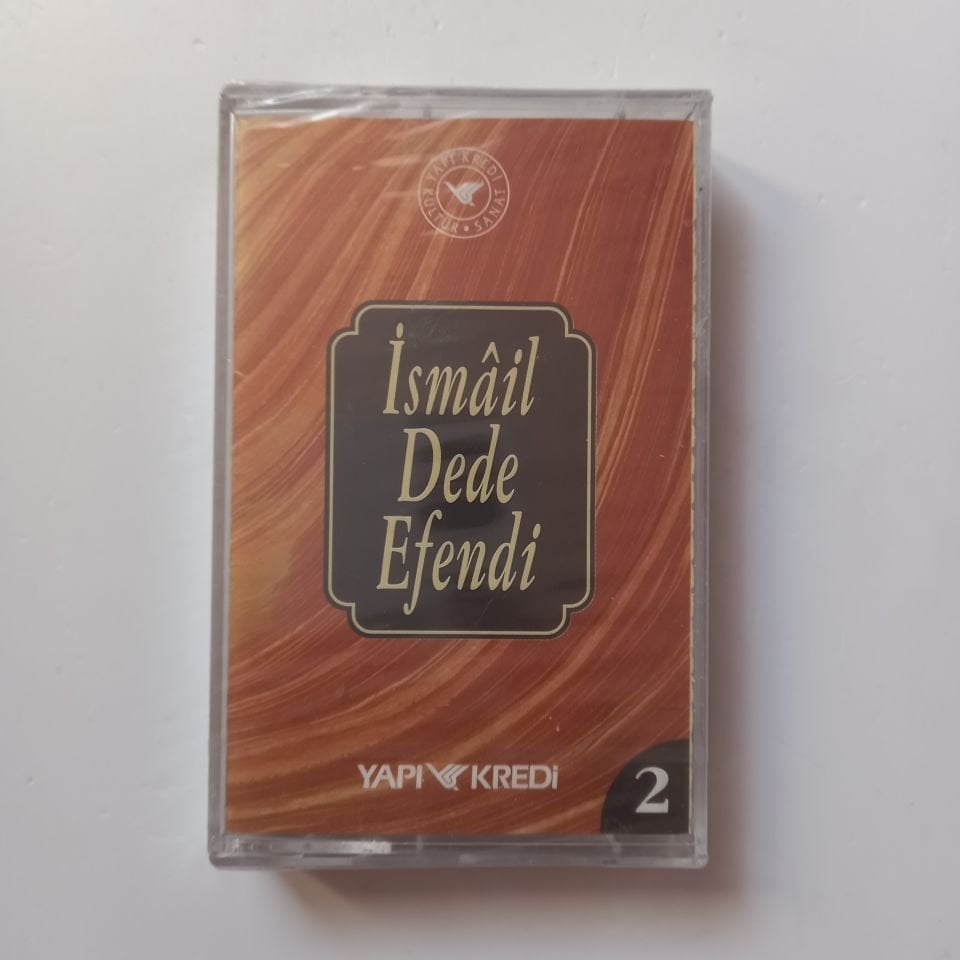 YAPI KREDİ
KÜLTÜR • SANAT
İsmâil
Dede
Efendi
YAPI KREDİ
2